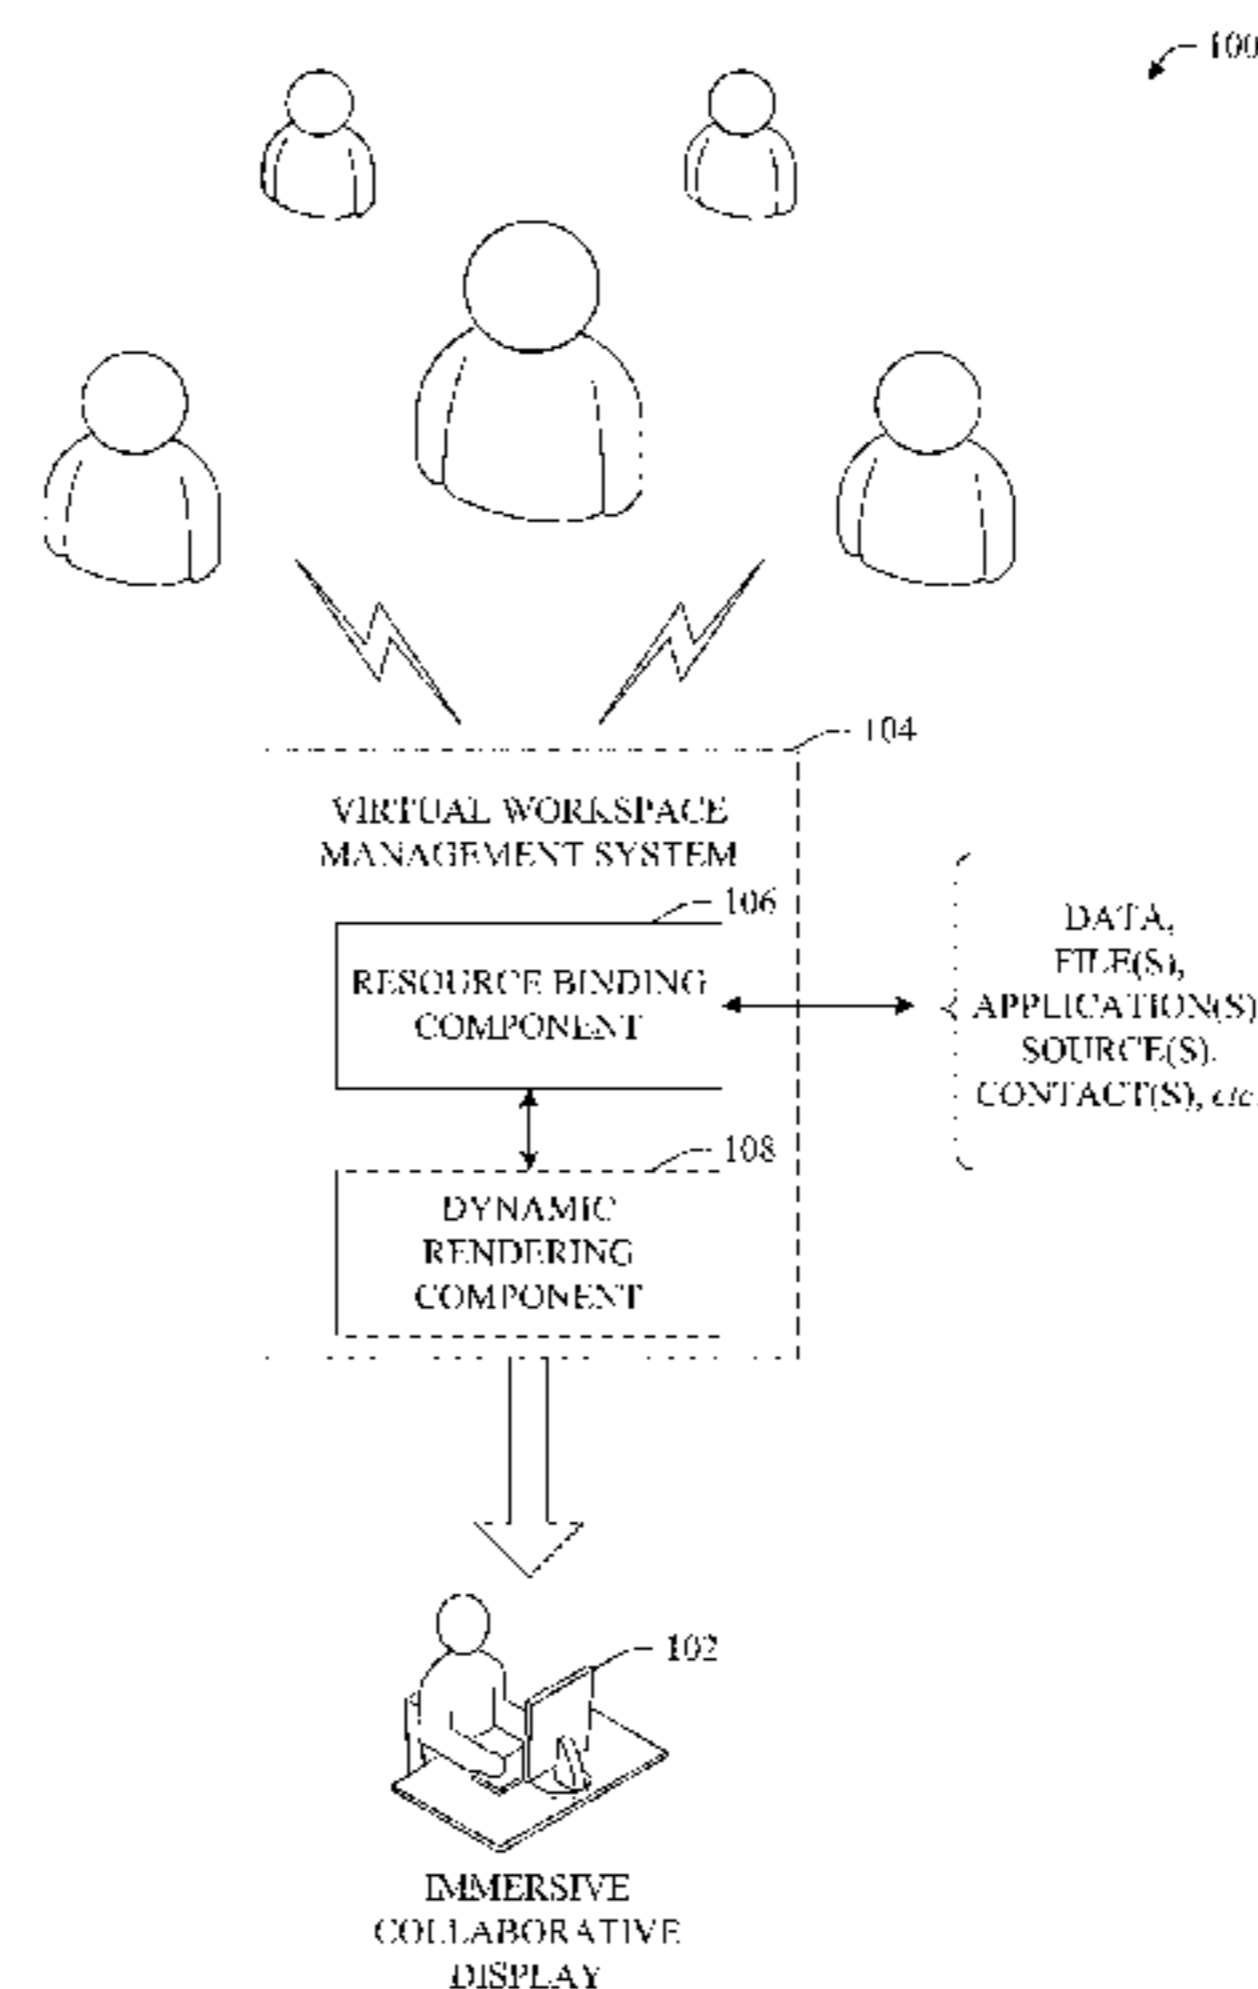 100
104
VIRTUAL WORKSPACE
MANAGEMENT SYSTEM
106
RESOURCE BINDING
COMPONENT
DATA,
FILE(S),
APPLICATION(S)
SOURCE(S),
CONTACT(S), etc.
108
DYNAMIC
RENDERING
COMPONENT
102
IMMERSIVE
COLLABORATIVE
DISPLAY